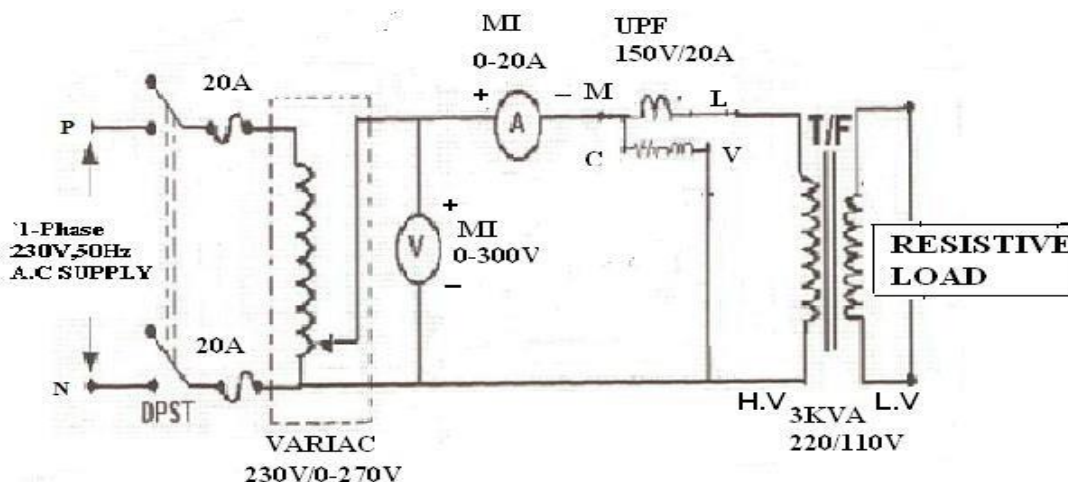 MI
0-20A
UPF
150V/20A
20A
+
–
M
L
A
T/F
P
C
V
+
V
MI
0-300V
–
`1-Phase
230V,50Hz
A.C SUPPLY
RESISTIVE
LOAD
20A
N
DPST
H.V
L.V
3KVA
220/110V
VARIAC
230V/0-270V